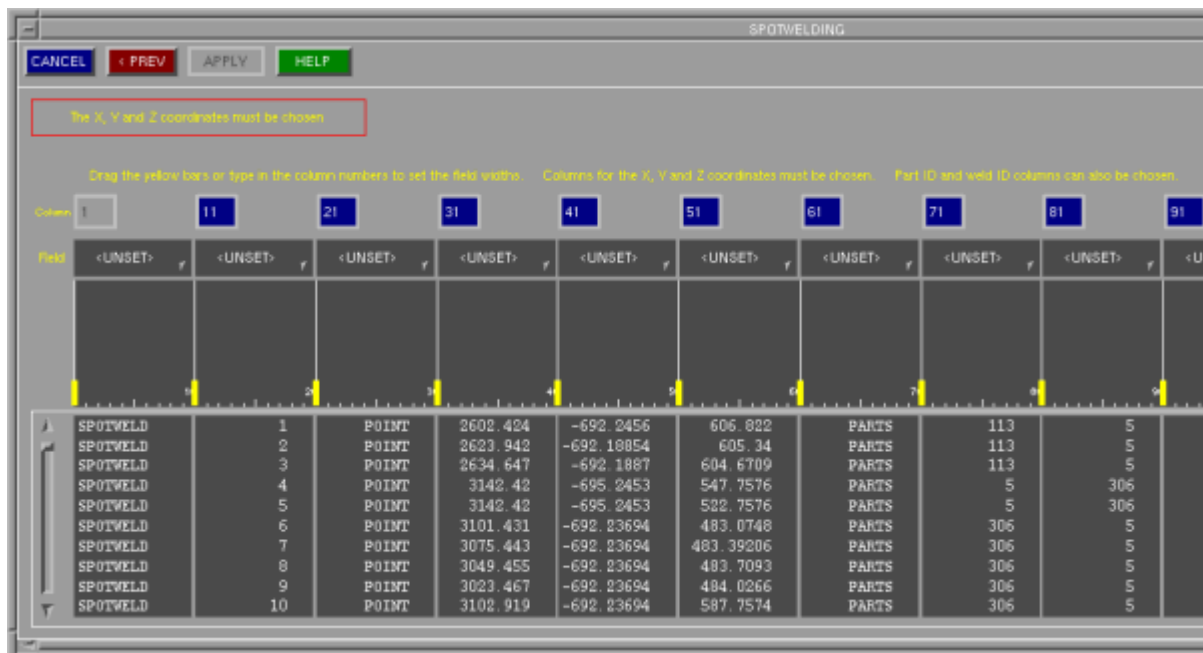 SPOTWELDING
CANCEL < PREV APPLY HELP
The X, Y and Z coordinates must be chosen
Drag the yellow bars or type in the column numbers to set the field widths. Columns for the X, Y and Z coordinates must be chosen. Part ID and weld ID columns can also be chosen.
Column 1 11 21 31 41 51 61 71 81 91
Field <UNSET> <UNSET> <UNSET> <UNSET> <UNSET> <UNSET> <UNSET> <UNSET> <UNSET> <U
SPOTWELD 1 POINT 2602.424 -692.2456 606.822 PARTS 113 5
SPOTWELD 2 POINT 2623.942 -692.18854 605.34 PARTS 113 5
SPOTWELD 3 POINT 2634.647 -692.1887 604.6709 PARTS 113 5
SPOTWELD 4 POINT 3142.42 -695.2453 547.7576 PARTS 5 306
SPOTWELD 5 POINT 3142.42 -695.2453 522.7576 PARTS 5 306
SPOTWELD 6 POINT 3101.431 -692.23694 483.0748 PARTS 306 5
SPOTWELD 7 POINT 3075.443 -692.23694 483.39206 PARTS 306 5
SPOTWELD 8 POINT 3049.455 -692.23694 483.7093 PARTS 306 5
SPOTWELD 9 POINT 3023.467 -692.23694 484.0266 PARTS 306 5
SPOTWELD 10 POINT 3102.919 -692.23694 587.7574 PARTS 306 5